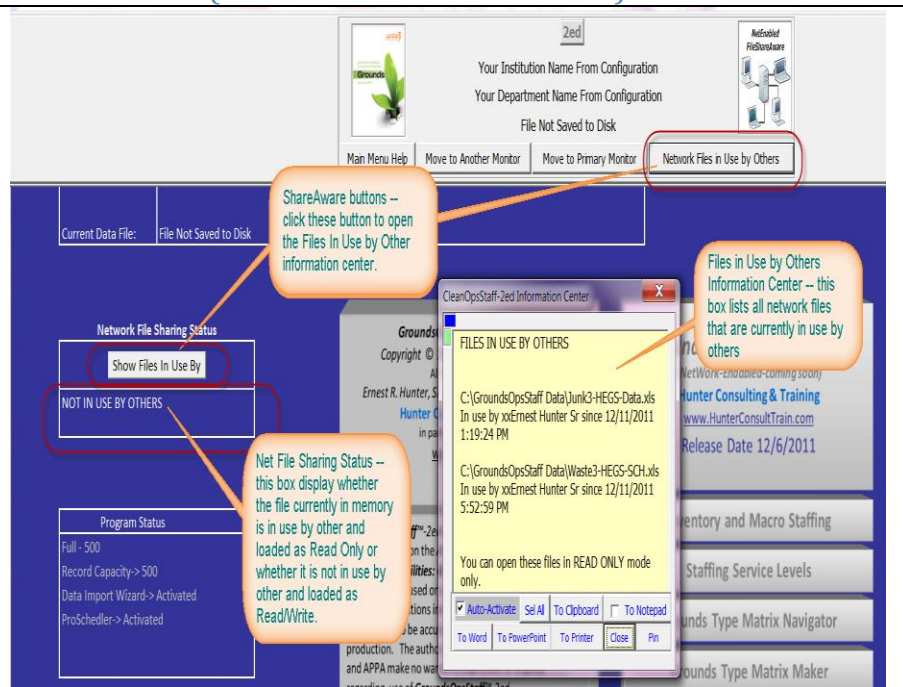 APPA
Grounds
2ed
Your Institution Name From Configuration
Your Department Name From Configuration
File Not Saved to Disk
NetEnabled
FileShareAware
Main Menu Help
Move to Another Monitor
Move to Primary Monitor
Network Files in Use by Others
ShareAware buttons --
click these button to open
the Files In Use by Other
information center.
Current Data File:
File Not Saved to Disk
Files in Use by Others
Information Center -- this
box lists all network files
that are currently in use by
others
Network File Sharing Status
Show Files In Use By
NOT IN USE BY OTHERS
Net File Sharing Status --
this box display whether
the file currently in memory
is in use by other and
loaded as Read Only or
whether it is not in use by
other and loaded as
Read/Write.
Program Status
Full - 500
Record Capacity-> 500
Data Import Wizard-> Activated
ProSchedler-> Activated
Copyright ©
Ernest R. Hunter, S
Hunter
in pa
CleanOpsStaff-2ed Information Center
X
FILES IN USE BY OTHERS
C:\GroundsOpsStaff Data\Junk3-HEGS-Data.xls
In use by xxErnest Hunter Sr since 12/11/2011
1:19:24 PM
C:\GroundsOpsStaff Data\Waste3-HEGS-SCH.xls
In use by xxErnest Hunter Sr since 12/11/2011
5:52:59 PM
You can open these files in READ ONLY mode
only.
Auto-Activate
Sel All
To Clipboard
To Notepad
To Word
To PowerPoint
To Printer
Close
Pin
NetWork-Enabled-coming soon)
Hunter Consulting & Training
www.HunterConsultTrain.com
Release Date 12/6/2011
entory and Macro Staffing
Staffing Service Levels
unds Type Matrix Navigator
rounds Type Matrix Maker
production. The autho
and APPA make no war